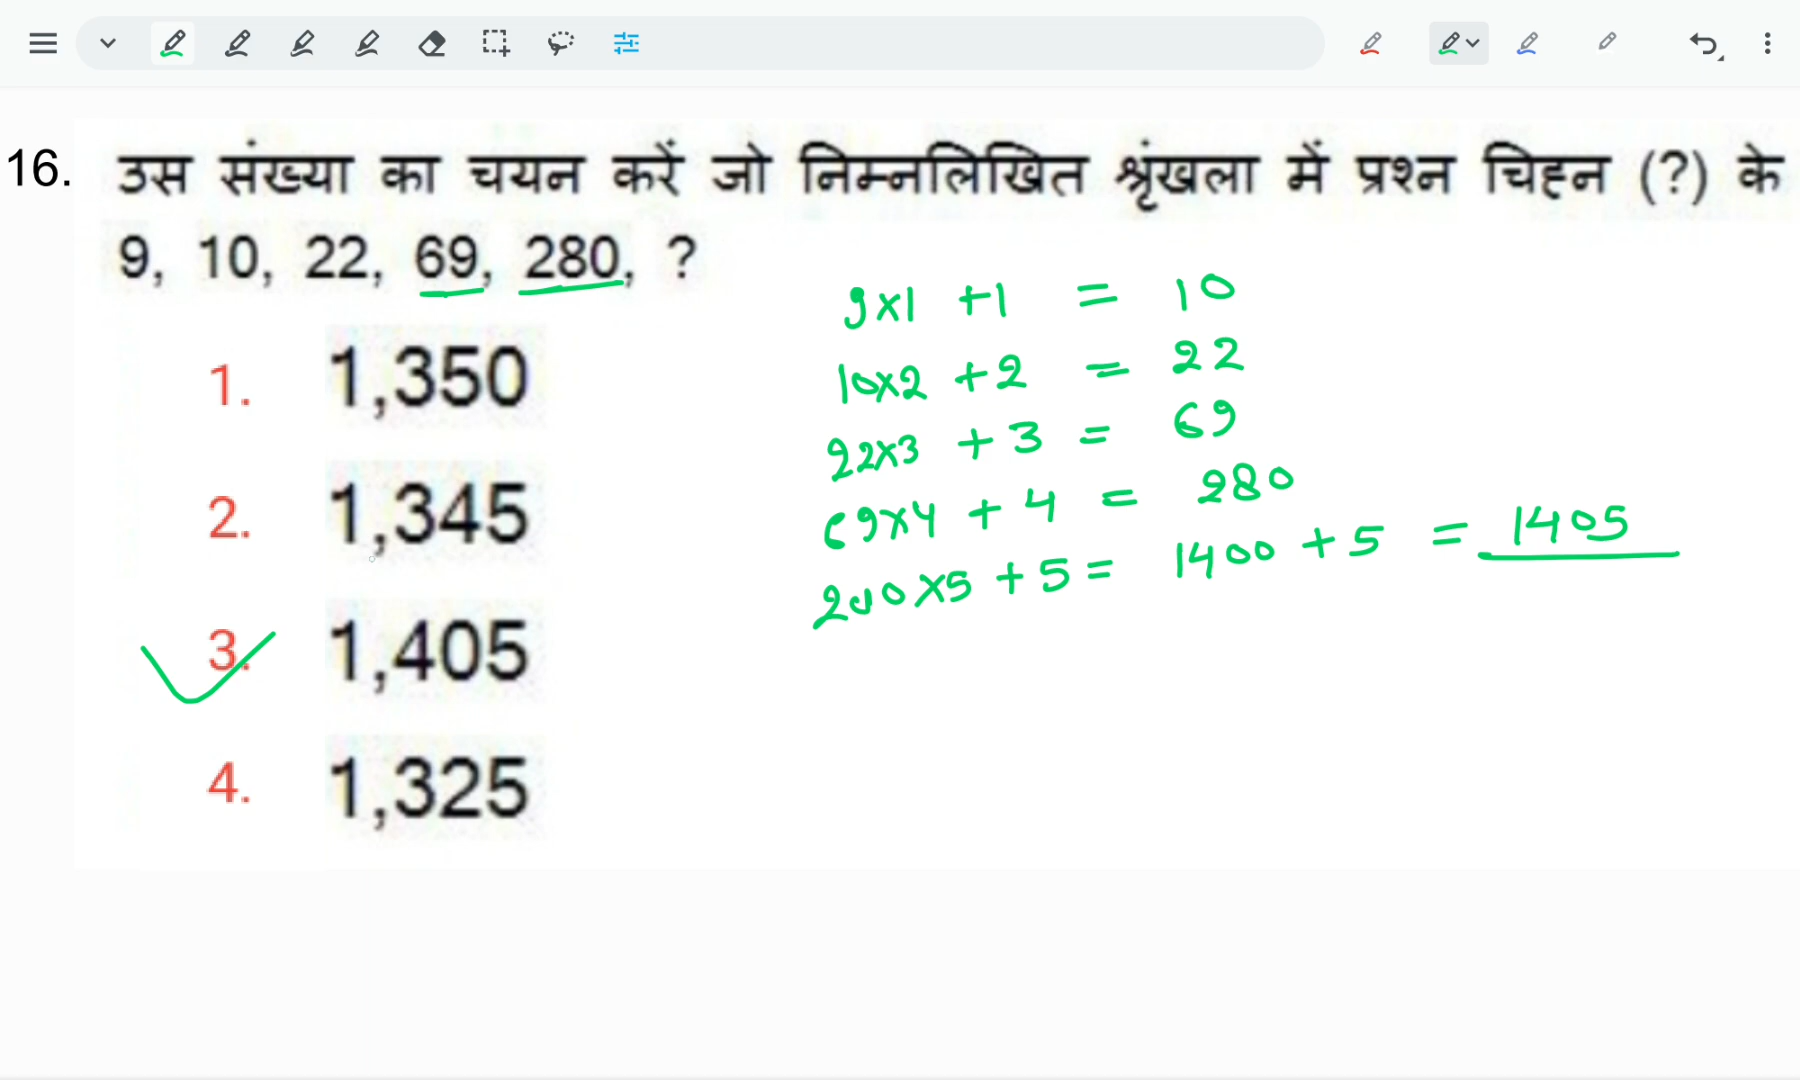 16. उस संख्या का चयन करें जो निम्नलिखित श्रृंखला में प्रश्न चिह्न (?) के
9, 10, 22, 69, 280, ?
1. 1,350
2. 1,345
3. 1,405
4. 1,325
9x1 +1 = 10
10x2 +2 = 22
22x3 + 3 = 69
69x4 + 4 = 280
280x5 + 5 = 1400 + 5 = 1405